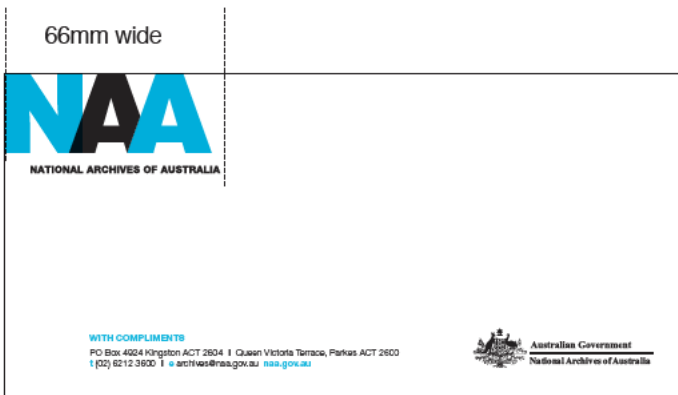 66mm wide
NAA
NATIONAL ARCHIVES OF AUSTRALIA
WITH COMPLIMENTS
PO Box 4924 Kingston ACT 2604 I Queen Victoria Terrace, Parkes ACT 2600
t (02) 6212 3600 I e archives@naa.gov.au naa.gov.au
Australian Government
National Archives of Australia